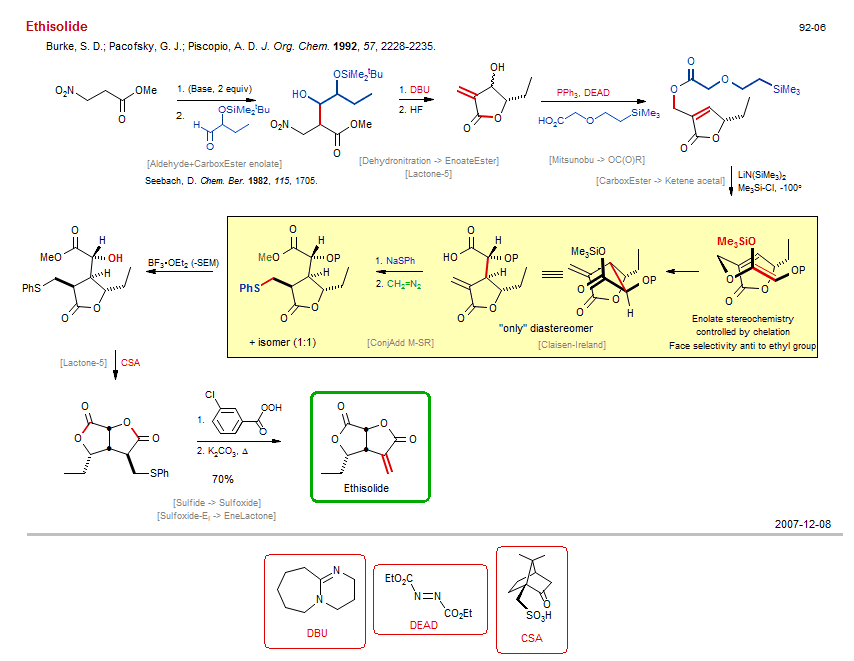 Ethisolide
92-06
Burke, S. D.; Pacofsky, G. J.; Piscopio, A. D. J. Org. Chem. 1992, 57, 2228-2235.
O₂N
OMe
O
1. (Base, 2 equiv)
2.
OSiMe₂ᵗBu
H
O
OSiMe₂ᵗBu
HO
O₂N
OMe
O
1. DBU
2. HF
OH
O
O
PPh₃, DEAD
HO₂C
O
SiMe₃
O
O
O
SiMe₃
O
O
[Aldehyde+CarboxEster enolate]
Seebach, D. Chem. Ber. 1982, 115, 1705.
[Dehydronitration -> EnoateEster]
[Lactone-5]
[Mitsunobu -> OC(O)R]
[CarboxEster -> Ketene acetal]
LiN(SiMe₃)₂
Me₃Si-Cl, -100°
O
H
MeO
OH
H
PhS
O
O
BF₃•OEt₂ (-SEM)
O
H
MeO
OP
H
PhS
O
O
+ isomer (1:1)
1. NaSPh
2. CH₂=N₂
[ConjAdd M-SR]
O
H
HO
OP
H
O
O
"only" diastereomer
[Claisen-Ireland]
Me₃SiO
O
OP
O
O
H
Me₃SiO
O
OP
O
O
Enolate stereochemistry
controlled by chelation
Face selectivity anti to ethyl group
[Lactone-5]
CSA
O
O
O
O
SPh
Cl
OOH
O
1.
2. K₂CO₃, Δ
70%
[Sulfide -> Sulfoxide]
[Sulfoxide-Eᵢ -> EneLactone]
O
O
O
O
Ethisolide
2007-12-08
N
N
DBU
EtO₂C
N=N
CO₂Et
DEAD
O
SO₃H
CSA